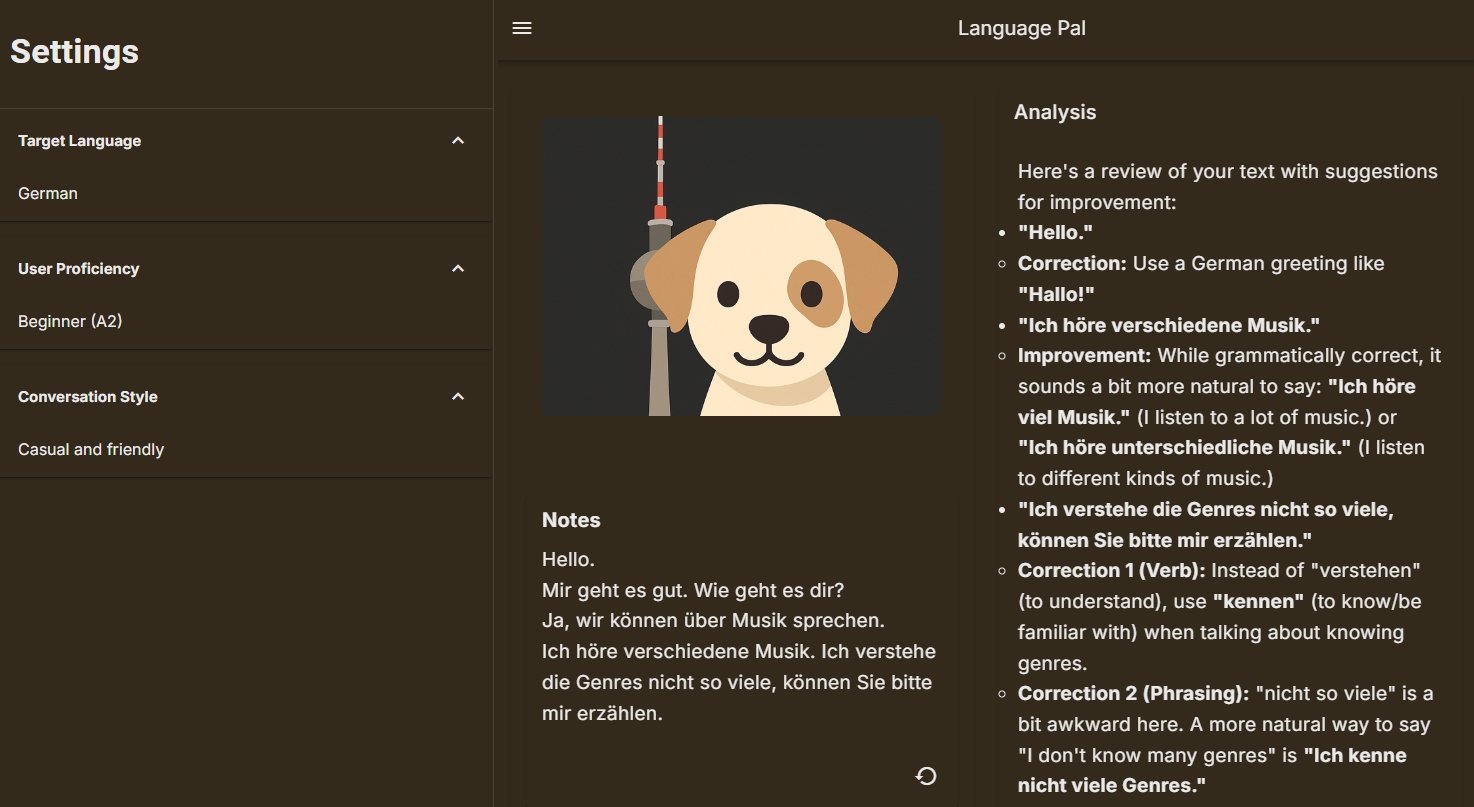 Settings
Target Language
German
User Proficiency
Beginner (A2)
Conversation Style
Casual and friendly
Language Pal
Notes
Hello.
Mir geht es gut. Wie geht es dir?
Ja, wir können über Musik sprechen.
Ich höre verschiedene Musik. Ich verstehe
die Genres nicht so viele, können Sie bitte
mir erzählen.
Analysis
Here's a review of your text with suggestions
for improvement:
"Hello."
Correction: Use a German greeting like
"Hallo!"
"Ich höre verschiedene Musik."
Improvement: While grammatically correct, it
sounds a bit more natural to say: "Ich höre
viel Musik." (I listen to a lot of music.) or
"Ich höre unterschiedliche Musik." (I listen
to different kinds of music.)
"Ich verstehe die Genres nicht so viele,
können Sie bitte mir erzählen."
Correction 1 (Verb): Instead of "verstehen"
(to understand), use "kennen" (to know/be
familiar with) when talking about knowing
genres.
Correction 2 (Phrasing): "nicht so viele" is a
bit awkward here. A more natural way to say
"I don't know many genres" is "Ich kenne
nicht viele Genres."